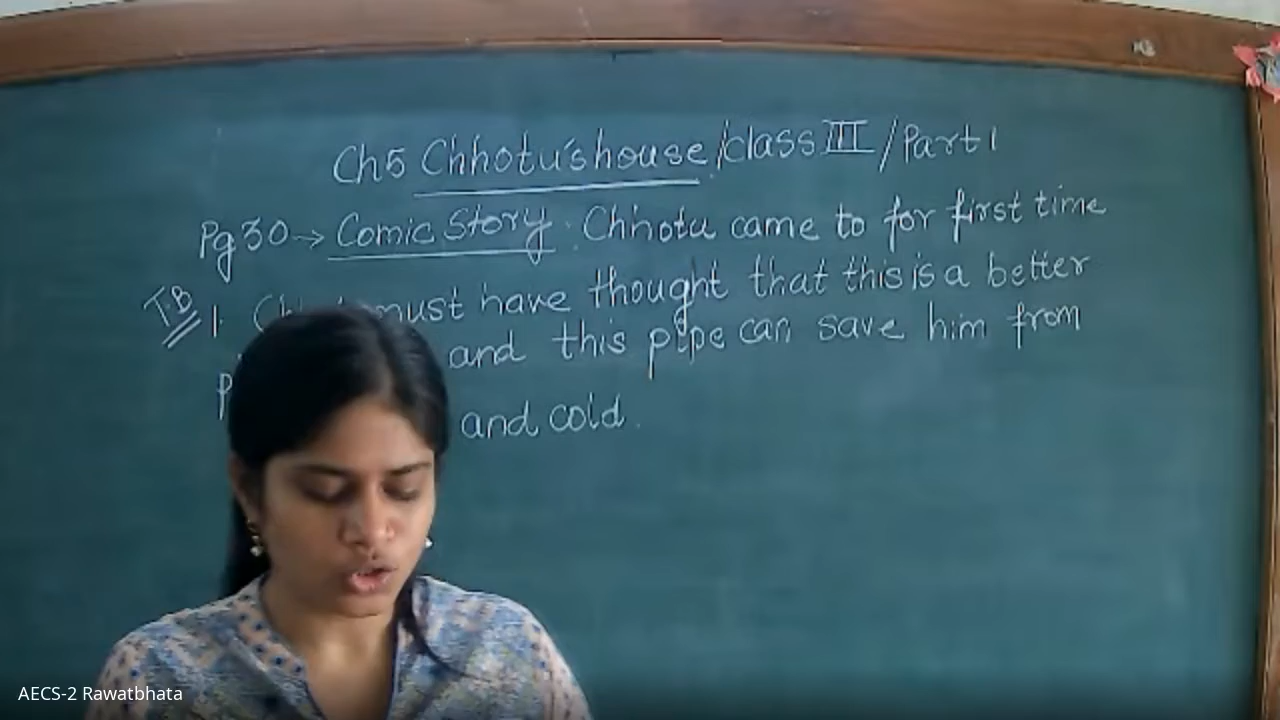 Ch5 Chhotu's house/class III/Part 1
Pg 30→ Comic Story: Chhotu came to for first time
TB 1. must have thought that this is a better
and this pipe can save him from
and cold.
AECS-2 Rawatbhata